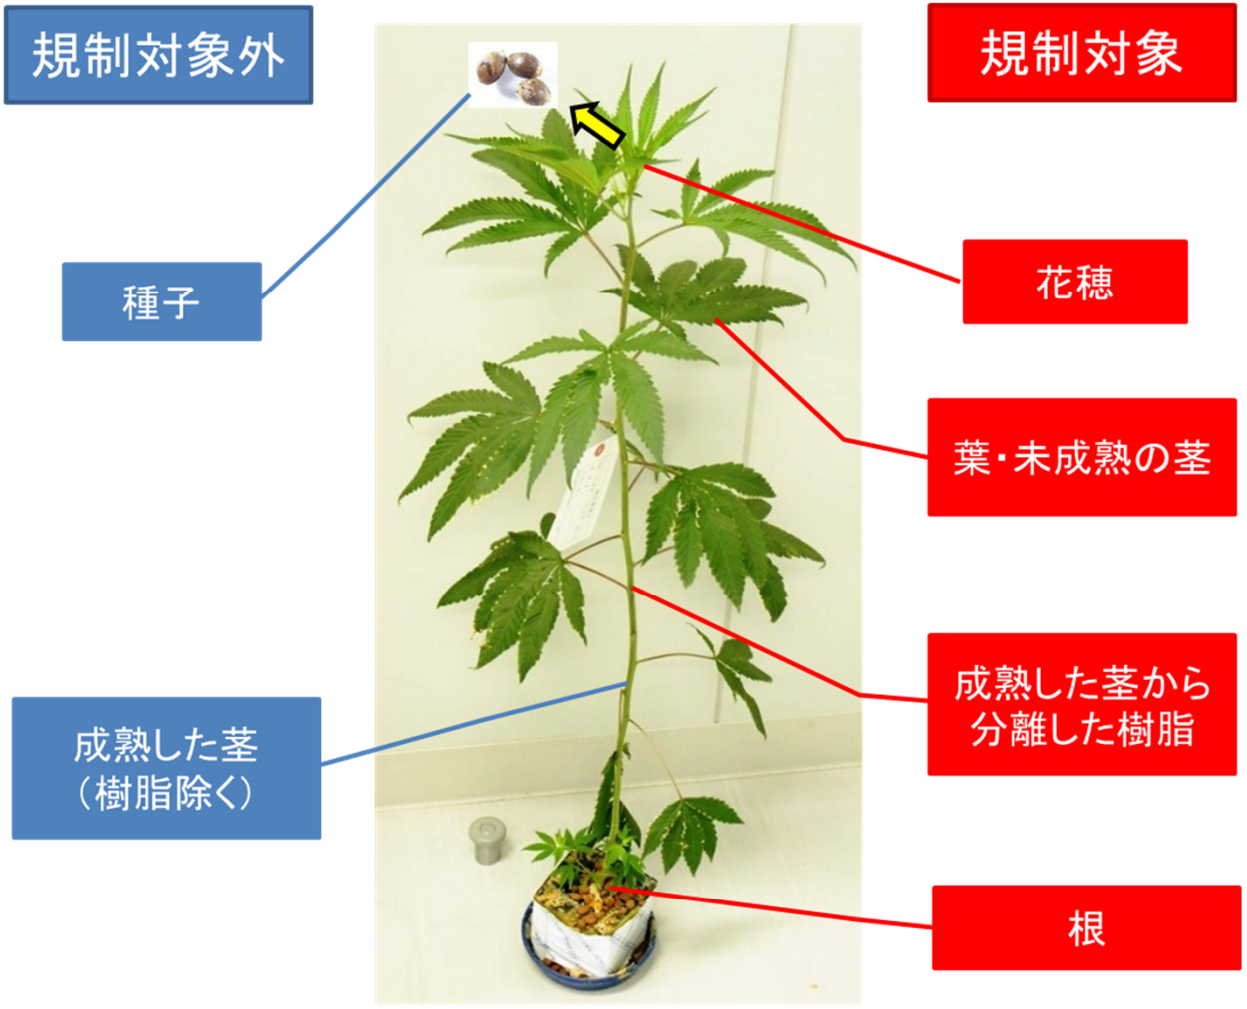 規制対象外
規制対象
種子
花穂
葉・未成熟の茎
成熟した茎から
分離した樹脂
成熟した茎
（樹脂除く）
根